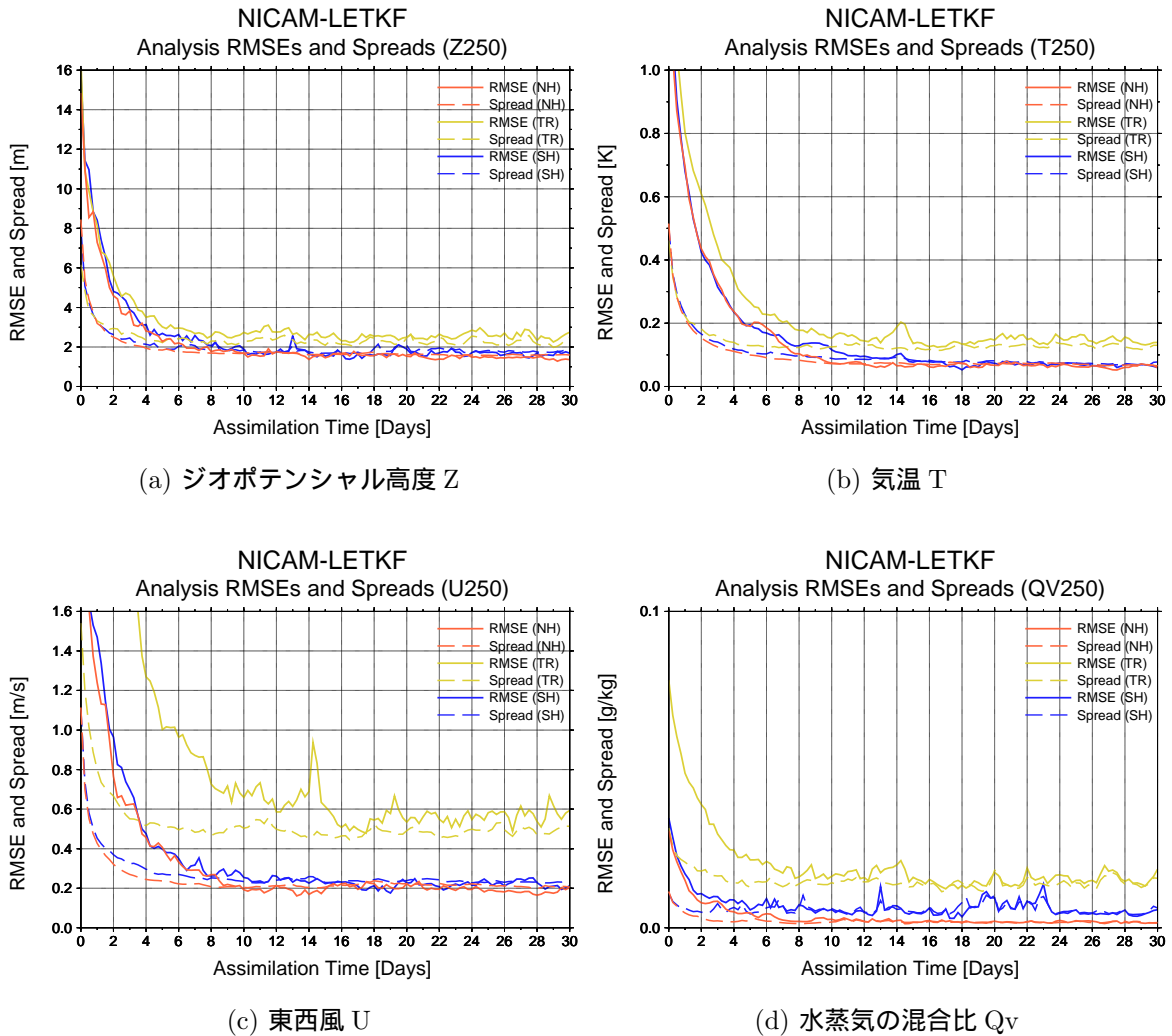 NICAM-LETKF
Analysis RMSEs and Spreads (Z250)
RMSE and Spread [m]
16
14
12
10
8
6
4
2
0
RMSE (NH)
Spread (NH)
RMSE (TR)
Spread (TR)
RMSE (SH)
Spread (SH)
0 2 4 6 8 10 12 14 16 18 20 22 24 26 28 30
Assimilation Time [Days]
(a) ジオポテンシャル高度 Z
NICAM-LETKF
Analysis RMSEs and Spreads (T250)
RMSE and Spread [K]
1.0
0.8
0.6
0.4
0.2
0.0
RMSE (NH)
Spread (NH)
RMSE (TR)
Spread (TR)
RMSE (SH)
Spread (SH)
0 2 4 6 8 10 12 14 16 18 20 22 24 26 28 30
Assimilation Time [Days]
(b) 気温 T
NICAM-LETKF
Analysis RMSEs and Spreads (U250)
RMSE and Spread [m/s]
1.6
1.4
1.2
1.0
0.8
0.6
0.4
0.2
0.0
RMSE (NH)
Spread (NH)
RMSE (TR)
Spread (TR)
RMSE (SH)
Spread (SH)
0 2 4 6 8 10 12 14 16 18 20 22 24 26 28 30
Assimilation Time [Days]
(c) 東西風 U
NICAM-LETKF
Analysis RMSEs and Spreads (QV250)
RMSE and Spread [g/kg]
0.1
0.0
RMSE (NH)
Spread (NH)
RMSE (TR)
Spread (TR)
RMSE (SH)
Spread (SH)
0 2 4 6 8 10 12 14 16 18 20 22 24 26 28 30
Assimilation Time [Days]
(d) 水蒸気の混合比 Qv